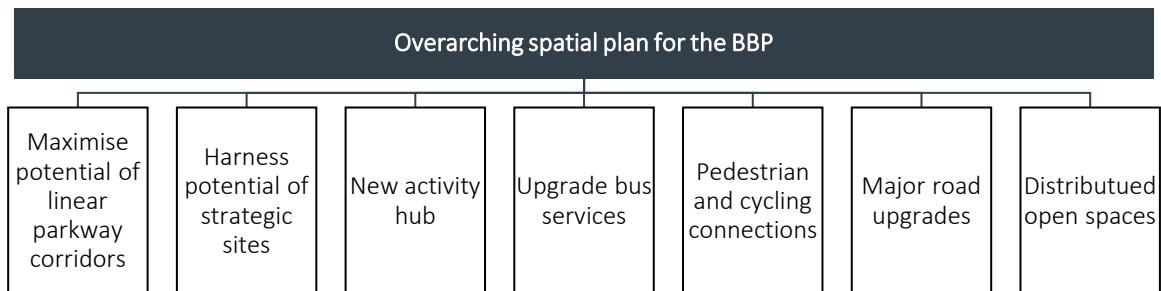 Overarching spatial plan for the BBP
Maximise
potential of
linear
parkway
corridors
Harness
potential of
strategic
sites
New activity
hub
Upgrade bus
services
Pedestrian
and cycling
connections
Major road
upgrades
Distributued
open spaces